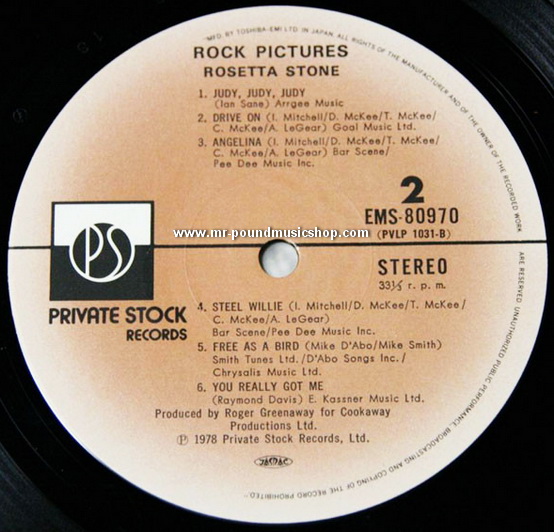 MFD. BY TOSHIBA-EMI LTD IN JAPAN. ALL RIGHTS OF THE MANUFACTURER AND OF THE OWNER OF THE RECORDED WORK
ARE RESERVED UNAUTHORIZED PUBLIC PERFORMANCE, BROADCASTING AND COPYING OF THE RECORD PROHIBITED.
ROCK PICTURES
ROSETTA STONE
1. JUDY, JUDY, JUDY
(Ian Sane) Arrgee Music
2. DRIVE ON (I. Mitchell/D. McKee/T. McKee/
C. McKee/A. LeGear) Goal Music Ltd.
3. ANGELINA (I. Mitchell/D. McKee/T. McKee/
C. McKee/A. LeGear) Bar Scene/
Pee Dee Music Inc.
2
EMS-80970
(PVLP 1031-B)
www.mr-poundmusicshop.com
PS
STEREO
33⅓ r. p. m.
PRIVATE STOCK
RECORDS
4. STEEL WILLIE (I. Mitchell/D. McKee/T. McKee/
C. McKee/A. LeGear)
Bar Scene/Pee Dee Music Inc.
5. FREE AS A BIRD (Mike D'Abo/Mike Smith)
Smith Tunes Ltd./D'Abo Songs Inc./
Chrysalis Music Ltd.
6. YOU REALLY GOT ME
(Raymond Davis) E. Kassner Music Ltd.
Produced by Roger Greenaway for Cookaway
Productions Ltd.
℗ 1978 Private Stock Records, Ltd.
JASRAC